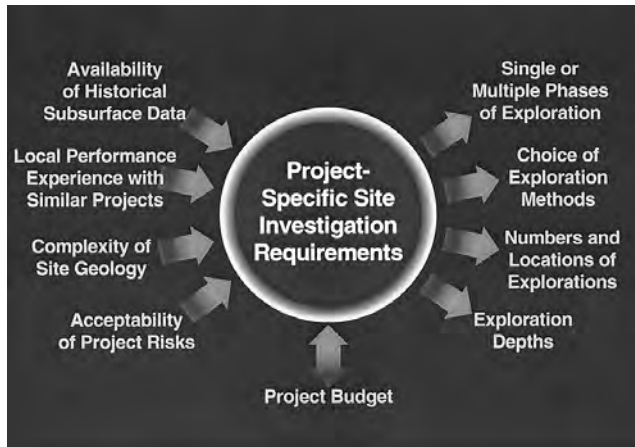 Availability
of Historical
Subsurface Data
Local Performance
Experience with
Similar Projects
Complexity of
Site Geology
Acceptability
of Project Risks
Project-
Specific Site
Investigation
Requirements
Project Budget
Single or
Multiple Phases
of Exploration
Choice of
Exploration
Methods
Numbers and
Locations of
Explorations
Exploration
Depths